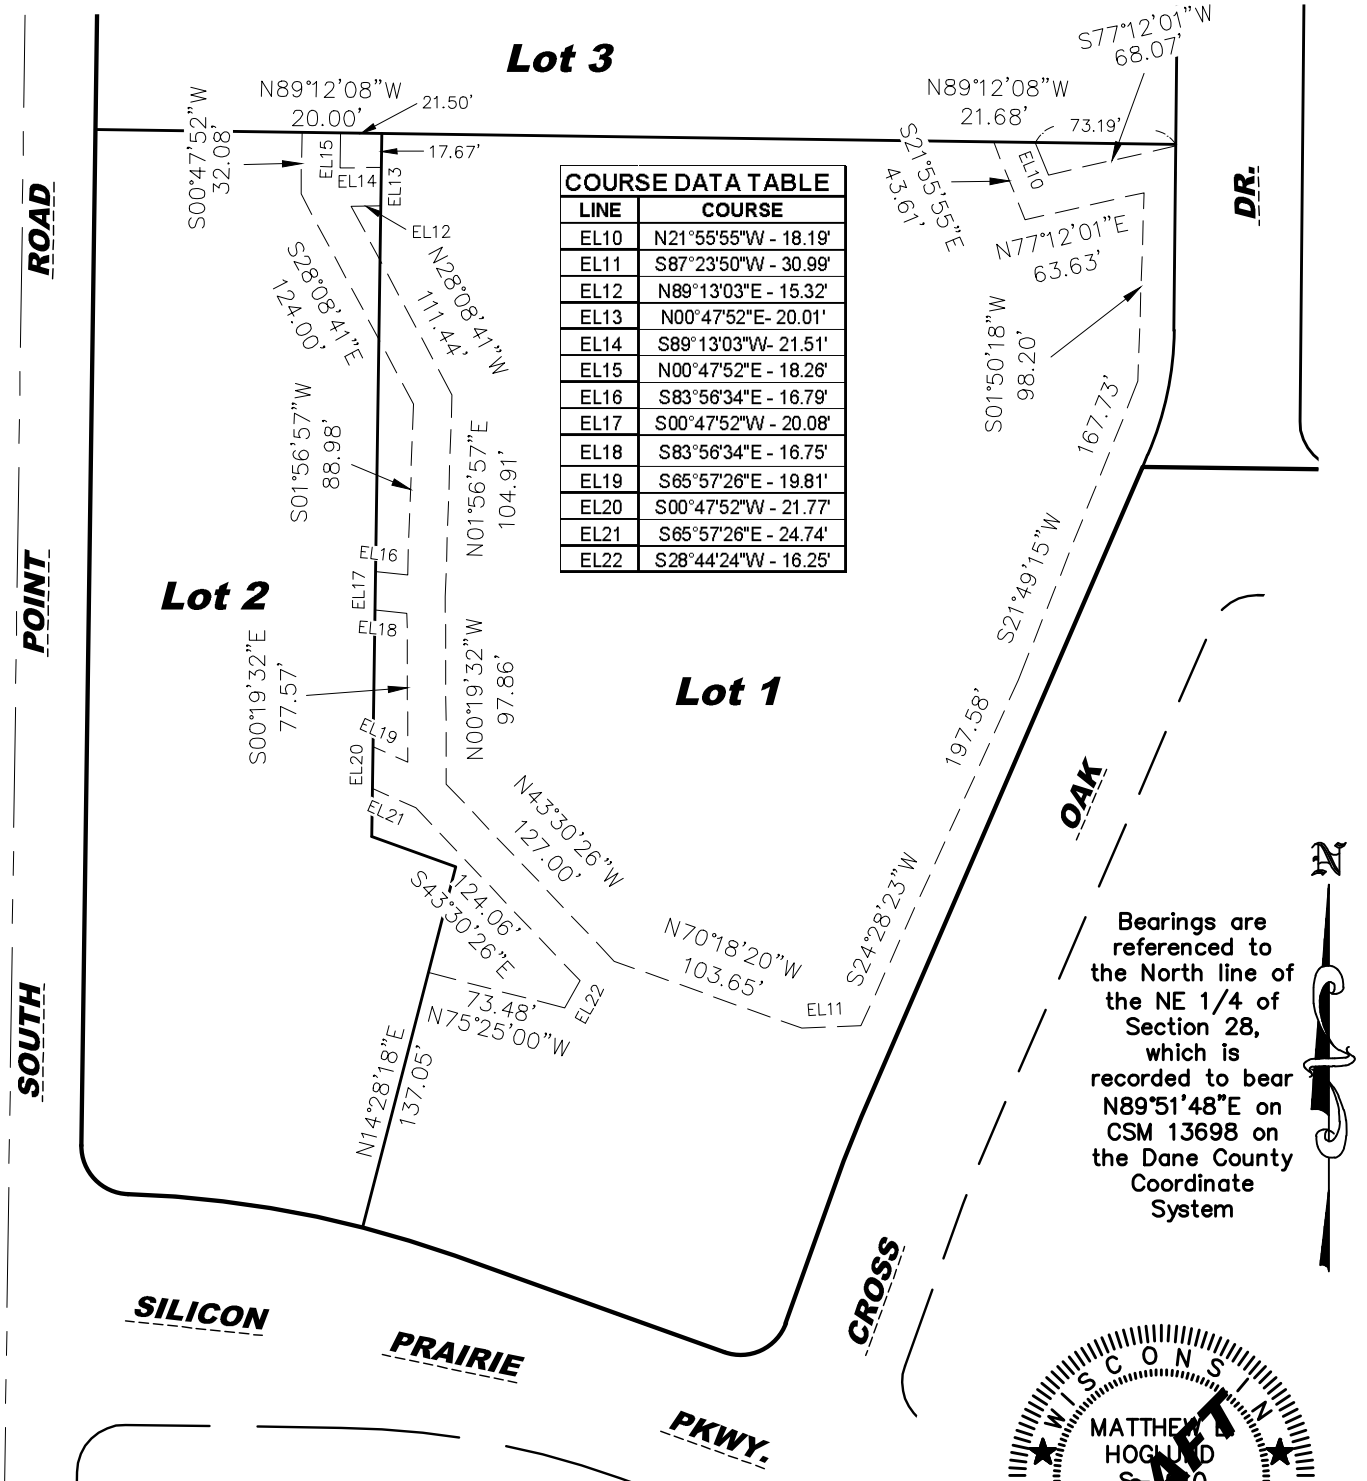 Lot 3
S77°12'01"W
68.07'
N89°12'08"W
20.00'
21.50'
N89°12'08"W
21.68'
73.19'
S00°47'52"W
32.08'
EL15
17.67'
EL14
EL13
EL12
S21°55'55"E
43.61'
EL10
N77°12'01"E
63.63'
DR.
ROAD
COURSE DATA TABLE
LINE COURSE
EL10 N21°55'55"W - 18.19'
EL11 S87°23'50"W - 30.99'
EL12 N89°13'03"E - 15.32'
EL13 N00°47'52"E- 20.01'
EL14 S89°13'03"W- 21.51'
EL15 N00°47'52"E - 18.26'
EL16 S83°56'34"E - 16.79'
EL17 S00°47'52"W - 20.08'
EL18 S83°56'34"E - 16.75'
EL19 S65°57'26"E - 19.81'
EL20 S00°47'52"W - 21.77'
EL21 S65°57'26"E - 24.74'
EL22 S28°44'24"W - 16.25'
S28°08'41"E
124.00'
N28°08'41"W
111.44'
S01°50'18"W
98.20'
167.73'
S01°56'57"W
88.98'
N01°56'57"E
104.91'
S21°49'15"W
EL16
EL17
EL18
POINT
Lot 2
S00°19'32"E
77.57'
N00°19'32"W
97.86'
Lot 1
197.58'
EL19
EL20
EL21
OAK
N43°30'26"W
127.00'
124.06'
S43°30'26"E
S24°28'23"W
N70°18'20"W
103.65'
EL11
73.48'
N75°25'00"W
EL22
SOUTH
N14°28'18"E
137.05'
N
Bearings are
referenced to
the North line of
the NE 1/4 of
Section 28,
which is
recorded to bear
N89°51'48"E on
CSM 13698 on
the Dane County
Coordinate
System
CROSS
SILICON
PRAIRIE
PKWY.
WISCONSIN
MATTHEW
HOGLUND